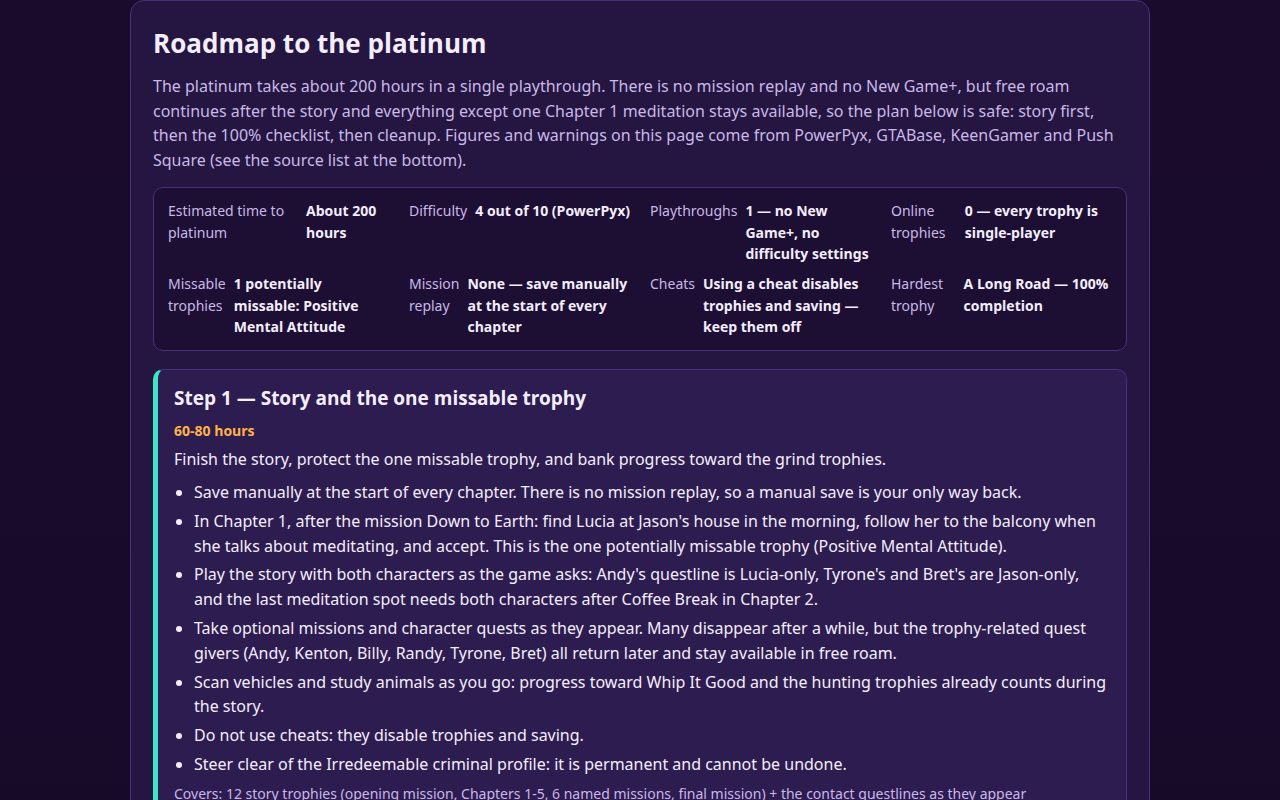 Roadmap to the platinum
The platinum takes about 200 hours in a single playthrough. There is no mission replay and no New Game+, but free roam
continues after the story and everything except one Chapter 1 meditation stays available, so the plan below is safe: story first,
then the 100% checklist, then cleanup. Figures and warnings on this page come from PowerPyx, GTABase, KeenGamer and Push
Square (see the source list at the bottom).
Estimated time to platinum
About 200 hours
Difficulty
4 out of 10 (PowerPyx)
Playthroughs
1 — no New Game+, no difficulty settings
Online trophies
0 — every trophy is single-player
Missable trophies
1 potentially missable: Positive Mental Attitude
Mission replay
None — save manually at the start of every chapter
Cheats
Using a cheat disables trophies and saving — keep them off
Hardest trophy
A Long Road — 100% completion
Step 1 — Story and the one missable trophy
60-80 hours
Finish the story, protect the one missable trophy, and bank progress toward the grind trophies.
• Save manually at the start of every chapter. There is no mission replay, so a manual save is your only way back.
• In Chapter 1, after the mission Down to Earth: find Lucia at Jason's house in the morning, follow her to the balcony when
she talks about meditating, and accept. This is the one potentially missable trophy (Positive Mental Attitude).
• Play the story with both characters as the game asks: Andy's questline is Lucia-only, Tyrone's and Bret's are Jason-only,
and the last meditation spot needs both characters after Coffee Break in Chapter 2.
• Take optional missions and character quests as they appear. Many disappear after a while, but the trophy-related quest
givers (Andy, Kenton, Billy, Randy, Tyrone, Bret) all return later and stay available in free roam.
• Scan vehicles and study animals as you go: progress toward Whip It Good and the hunting trophies already counts during
the story.
• Do not use cheats: they disable trophies and saving.
• Steer clear of the Irredeemable criminal profile: it is permanent and cannot be undone.
Covers: 12 story trophies (opening mission, Chapters 1-5, 6 named missions, final mission) + the contact questlines as they appear